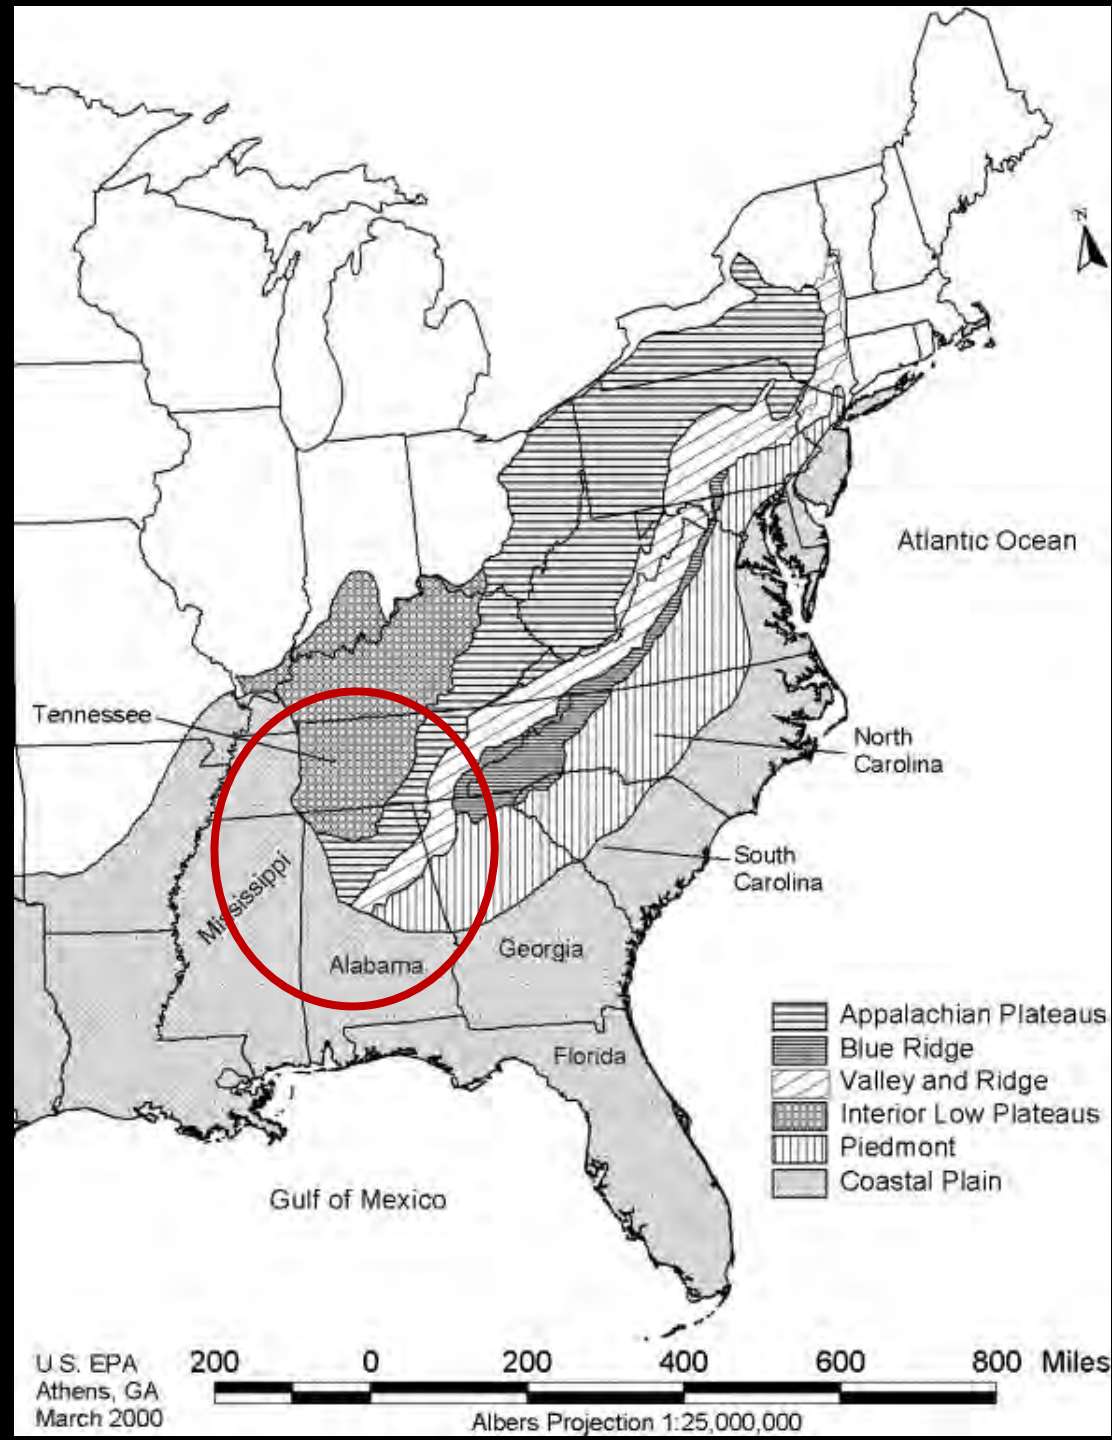 N
Atlantic Ocean
Tennessee
North
Carolina
South
Carolina
Mississippi
Georgia
Alabama
Florida
Appalachian Plateaus
Blue Ridge
Valley and Ridge
Interior Low Plateaus
Piedmont
Coastal Plain
Gulf of Mexico
U.S. EPA
Athens, GA
March 2000
200 0 200 400 600 800 Miles
Albers Projection 1:25,000,000